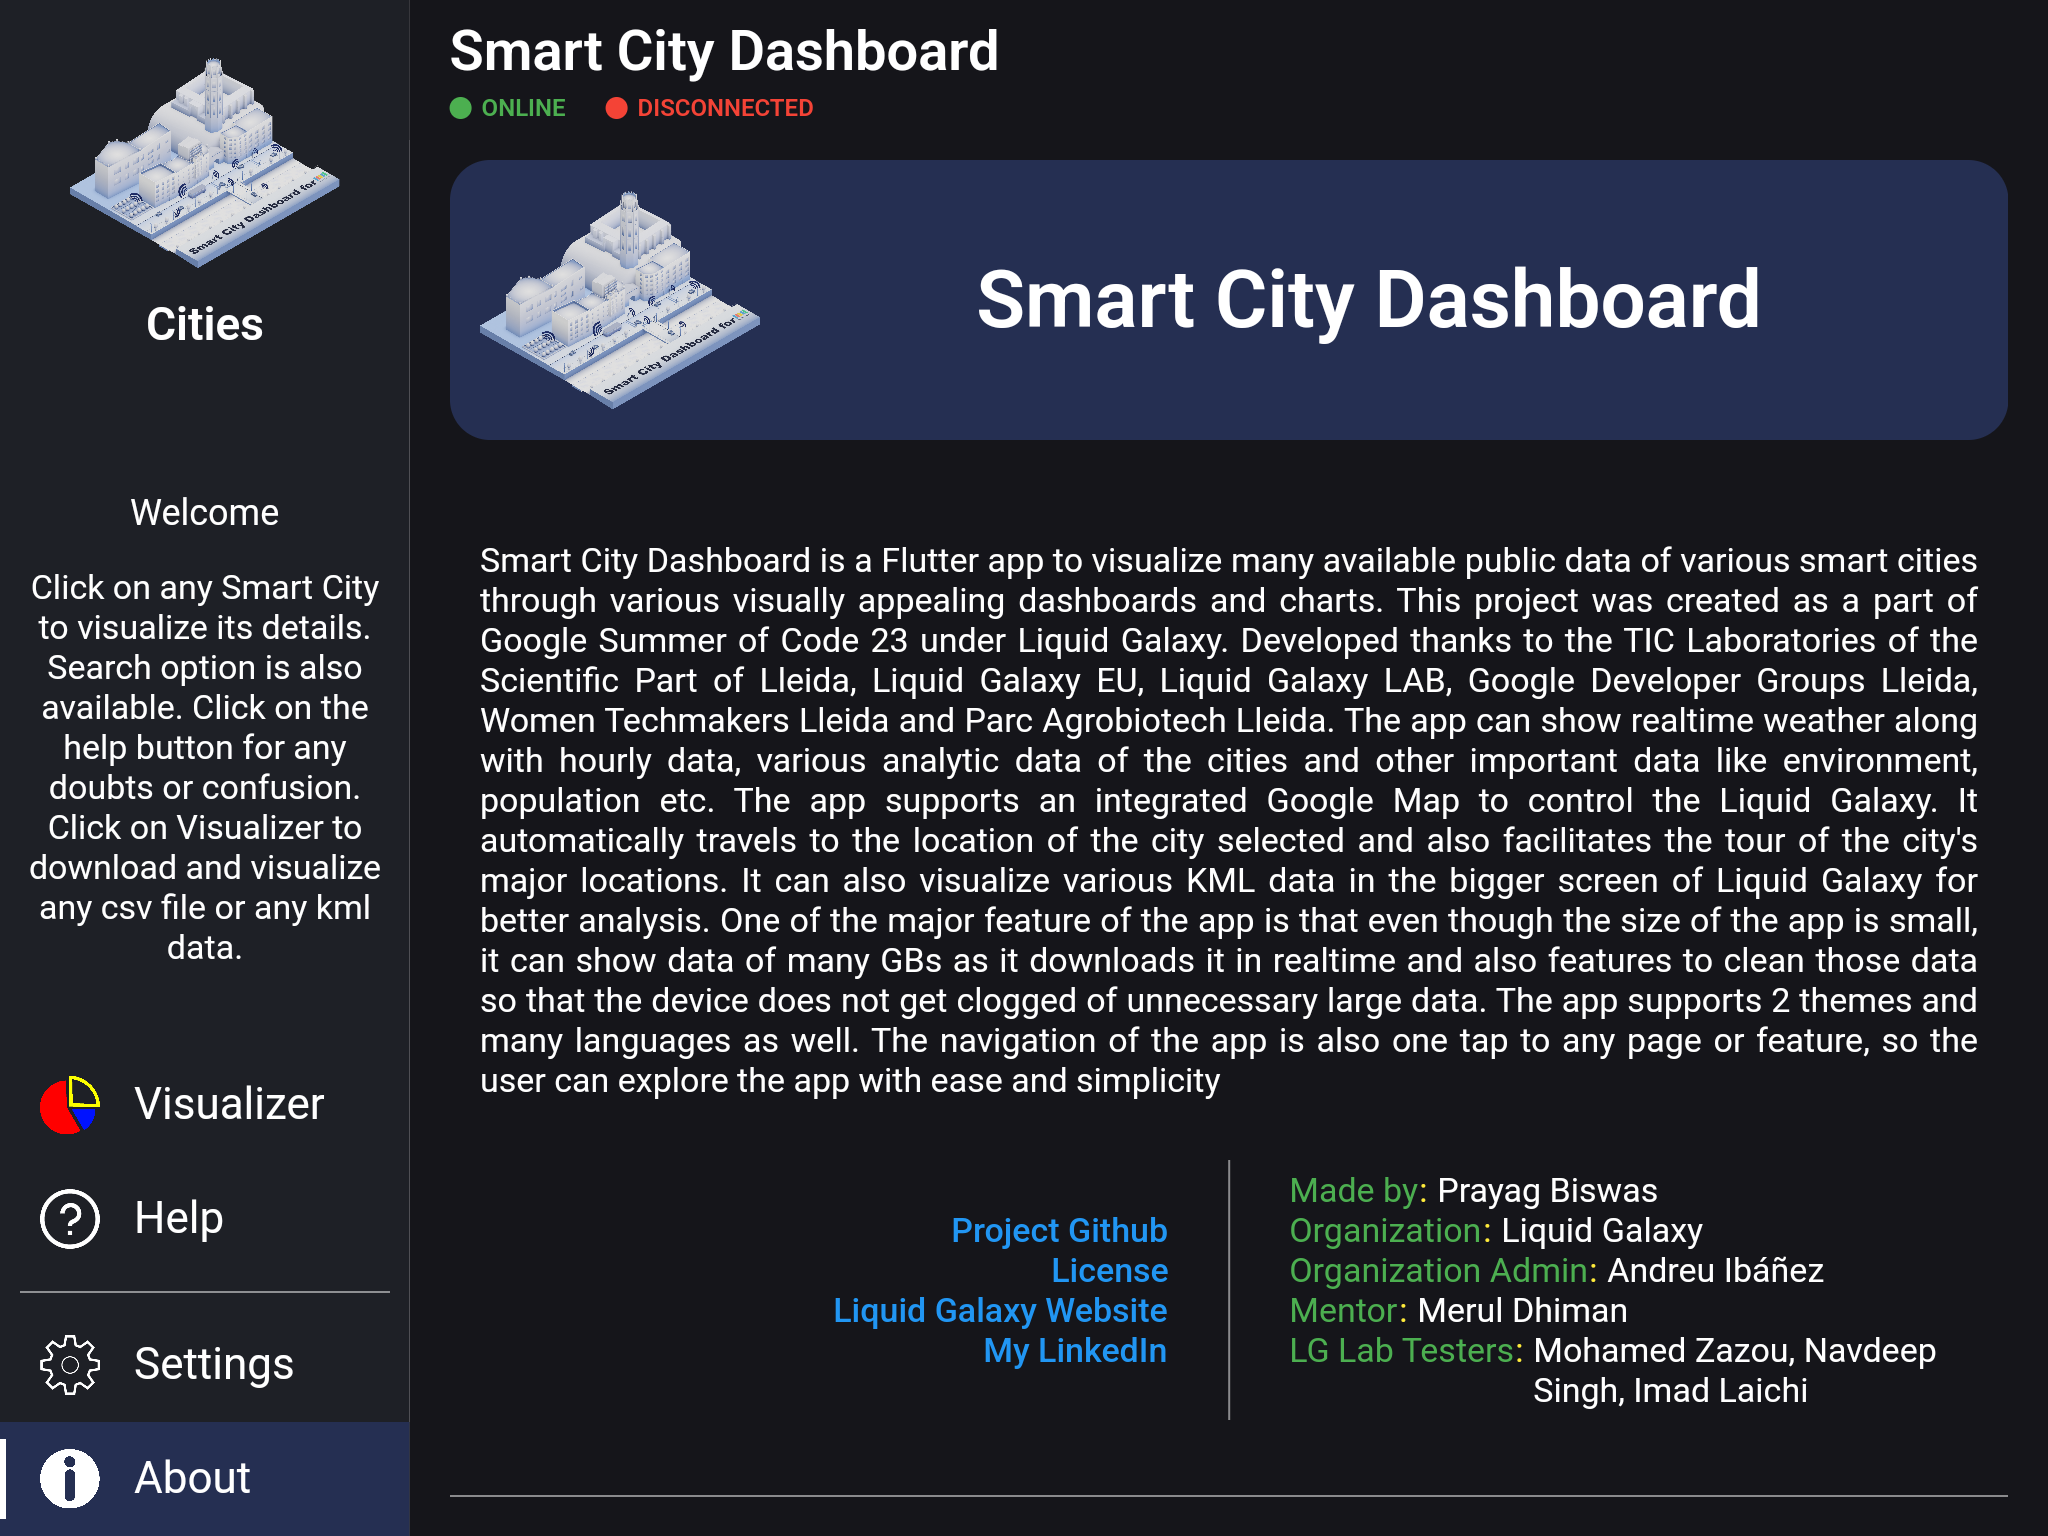 Smart City Dashboard for
Cities
Welcome
Click on any Smart City
to visualize its details.
Search option is also
available. Click on the
help button for any
doubts or confusion.
Click on Visualizer to
download and visualize
any csv file or any kml
data.
Visualizer
Help
Settings
About
Smart City Dashboard
ONLINE DISCONNECTED
Smart City Dashboard for
Smart City Dashboard
Smart City Dashboard is a Flutter app to visualize many available public data of various smart cities
through various visually appealing dashboards and charts. This project was created as a part of
Google Summer of Code 23 under Liquid Galaxy. Developed thanks to the TIC Laboratories of the
Scientific Part of Lleida, Liquid Galaxy EU, Liquid Galaxy LAB, Google Developer Groups Lleida,
Women Techmakers Lleida and Parc Agrobiotech Lleida. The app can show realtime weather along
with hourly data, various analytic data of the cities and other important data like environment,
population etc. The app supports an integrated Google Map to control the Liquid Galaxy. It
automatically travels to the location of the city selected and also facilitates the tour of the city's
major locations. It can also visualize various KML data in the bigger screen of Liquid Galaxy for
better analysis. One of the major feature of the app is that even though the size of the app is small,
it can show data of many GBs as it downloads it in realtime and also features to clean those data
so that the device does not get clogged of unnecessary large data. The app supports 2 themes and
many languages as well. The navigation of the app is also one tap to any page or feature, so the
user can explore the app with ease and simplicity
Project Github
License
Liquid Galaxy Website
My LinkedIn
Made by: Prayag Biswas
Organization: Liquid Galaxy
Organization Admin: Andreu Ibáñez
Mentor: Merul Dhiman
LG Lab Testers: Mohamed Zazou, Navdeep
Singh, Imad Laichi